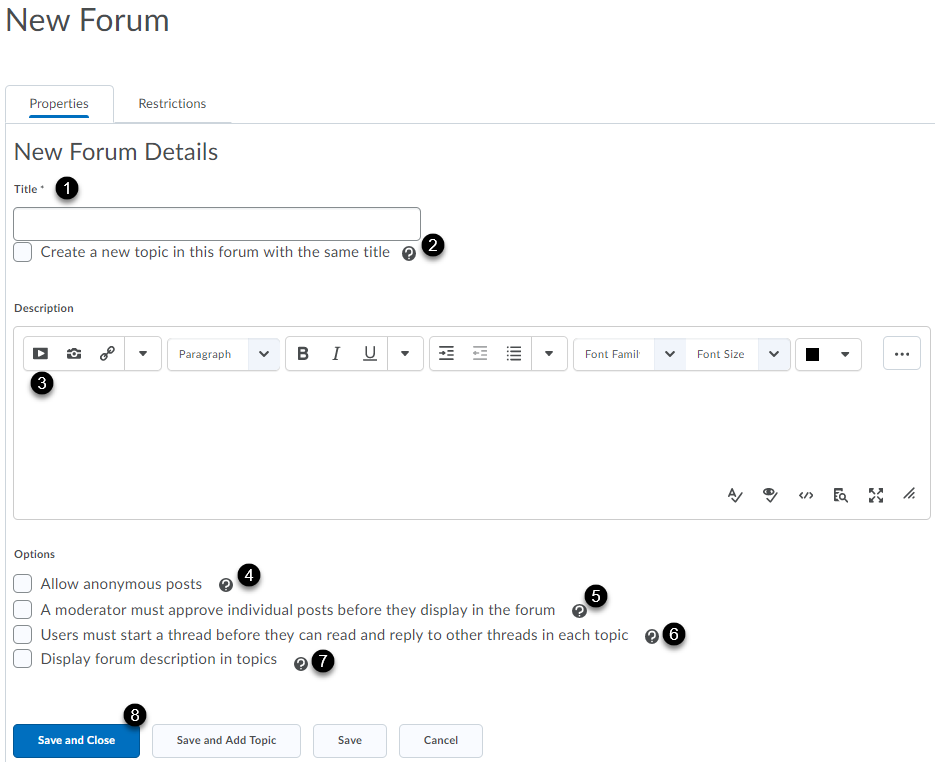 New Forum
Properties Restrictions
New Forum Details
Title * 1
Create a new topic in this forum with the same title ? 2
Description
Paragraph B I U Font Famil Font Size ...
3
A </>
Options
Allow anonymous posts ? 4
A moderator must approve individual posts before they display in the forum ? 5
Users must start a thread before they can read and reply to other threads in each topic ? 6
Display forum description in topics ? 7
8
Save and Close Save and Add Topic Save Cancel